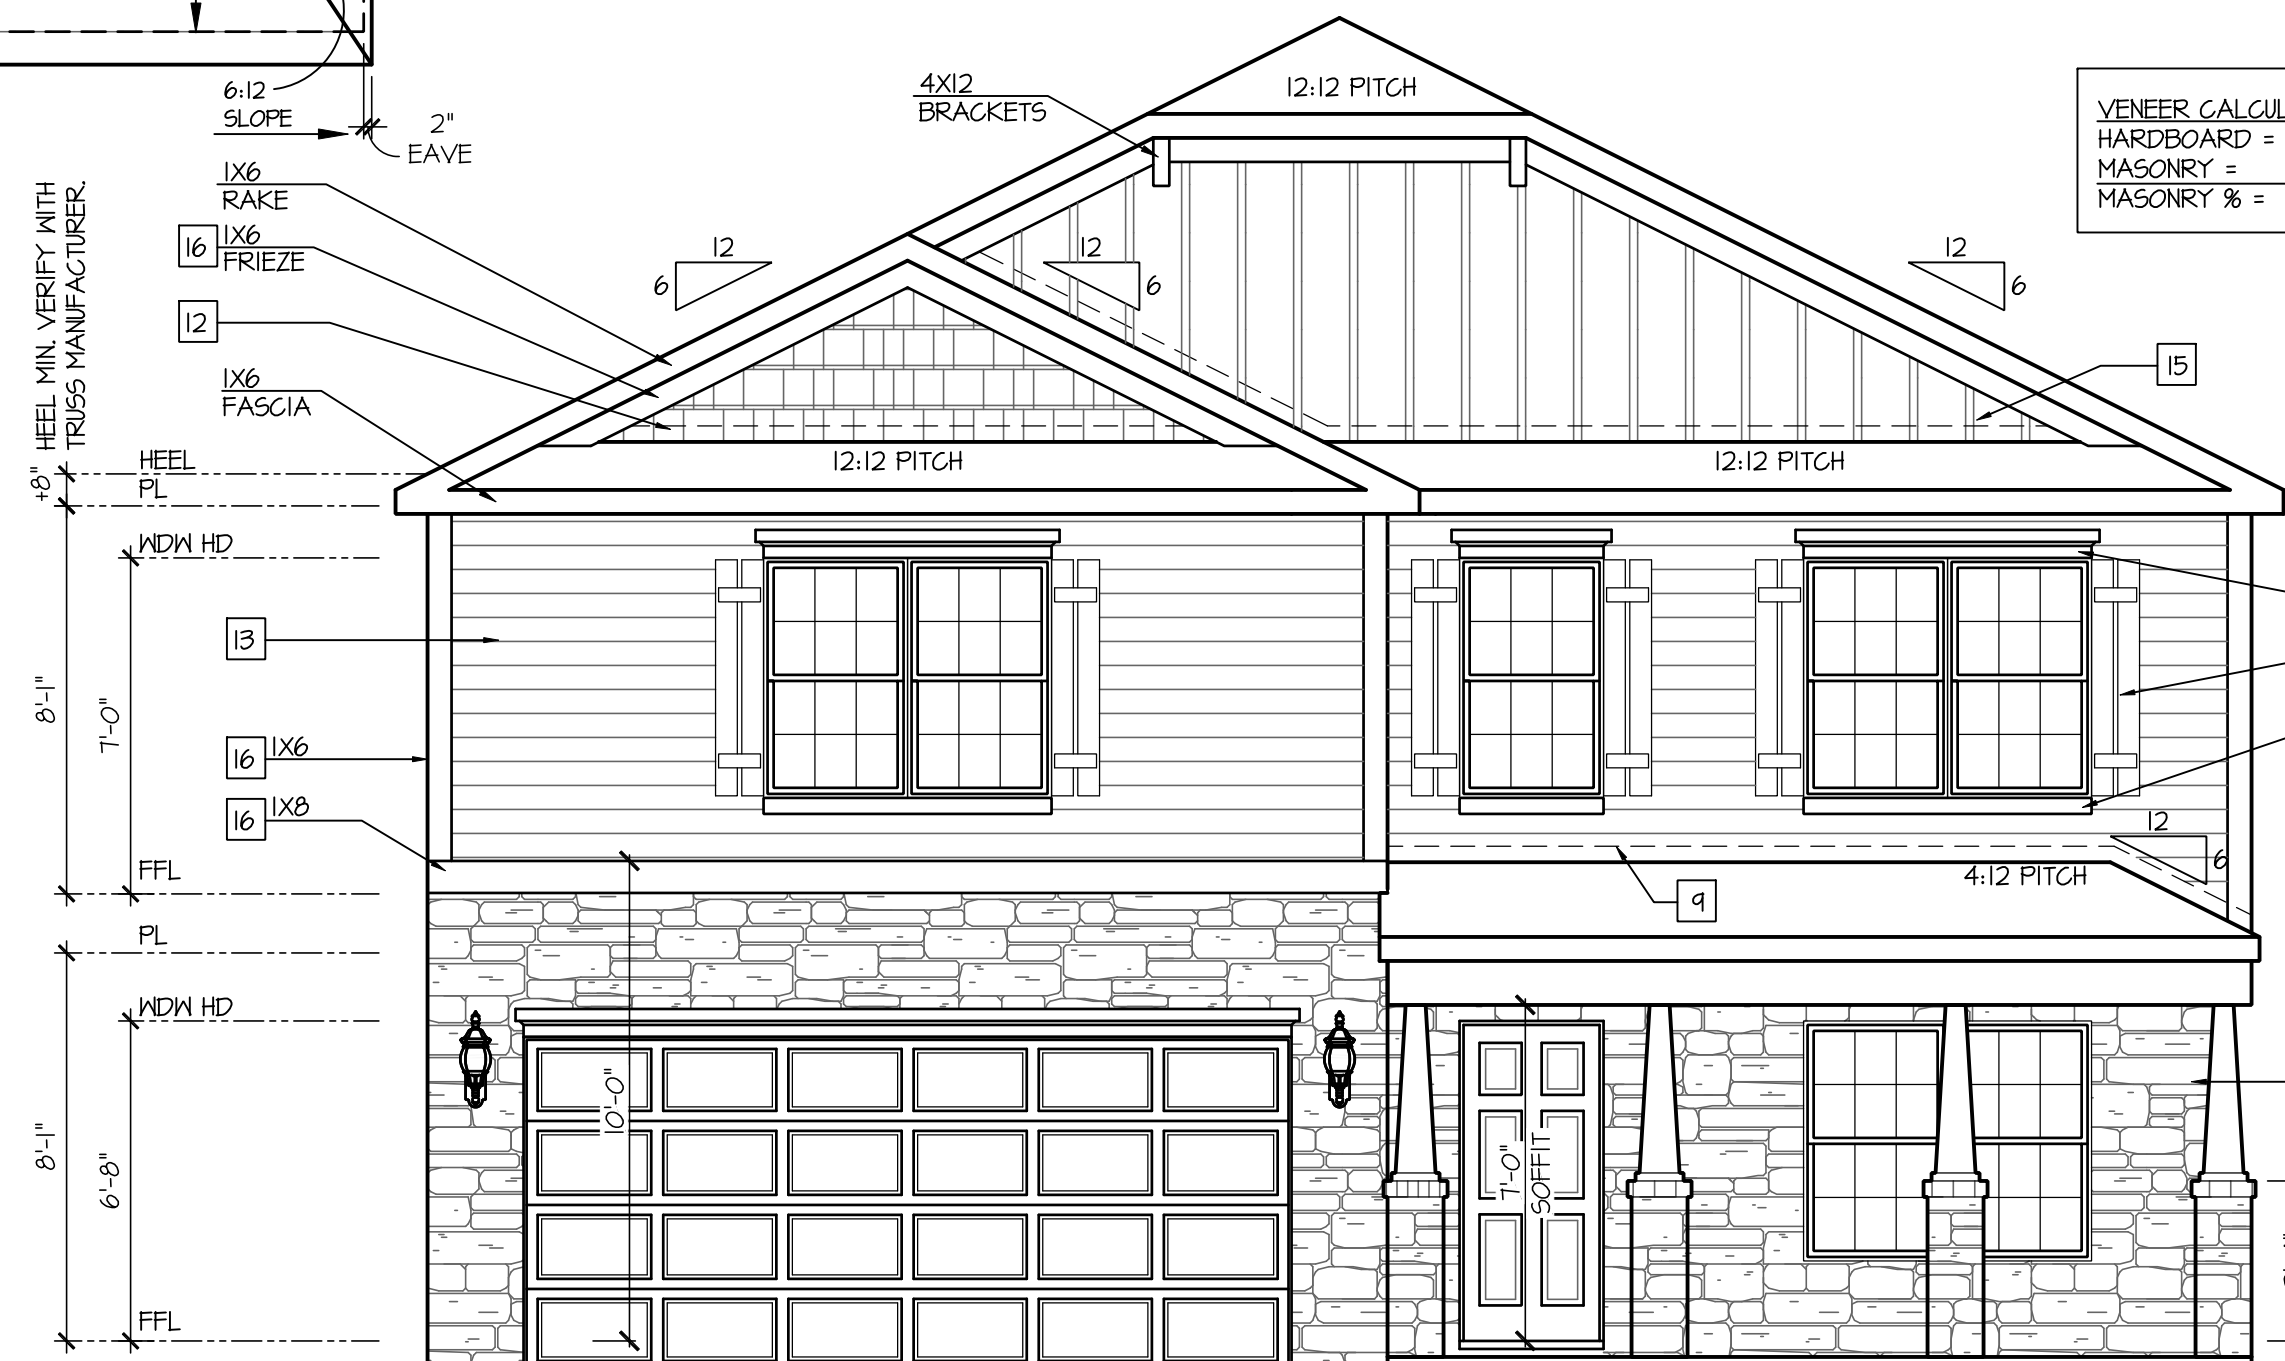 6:12
SLOPE
2"
EAVE
4X12
BRACKETS
12:12 PITCH
VENEER CALCUL
HARDBOARD =
MASONRY =
MASONRY % =
1X6
RAKE
16
1X6
FRIEZE
12
1X6
FASCIA
+8" HEEL MIN. VERIFY WITH
TRUSS MANUFACTURER.
12
6
12
6
12
6
15
HEEL
PL
12:12 PITCH
12:12 PITCH
WDW HD
13
8'-1"
7'-0"
16 1X6
16 1X8
12
6
4:12 PITCH
9
FFL
PL
WDW HD
10'-0"
7'-0"
SOFFIT
8'-1"
6'-8"
FFL